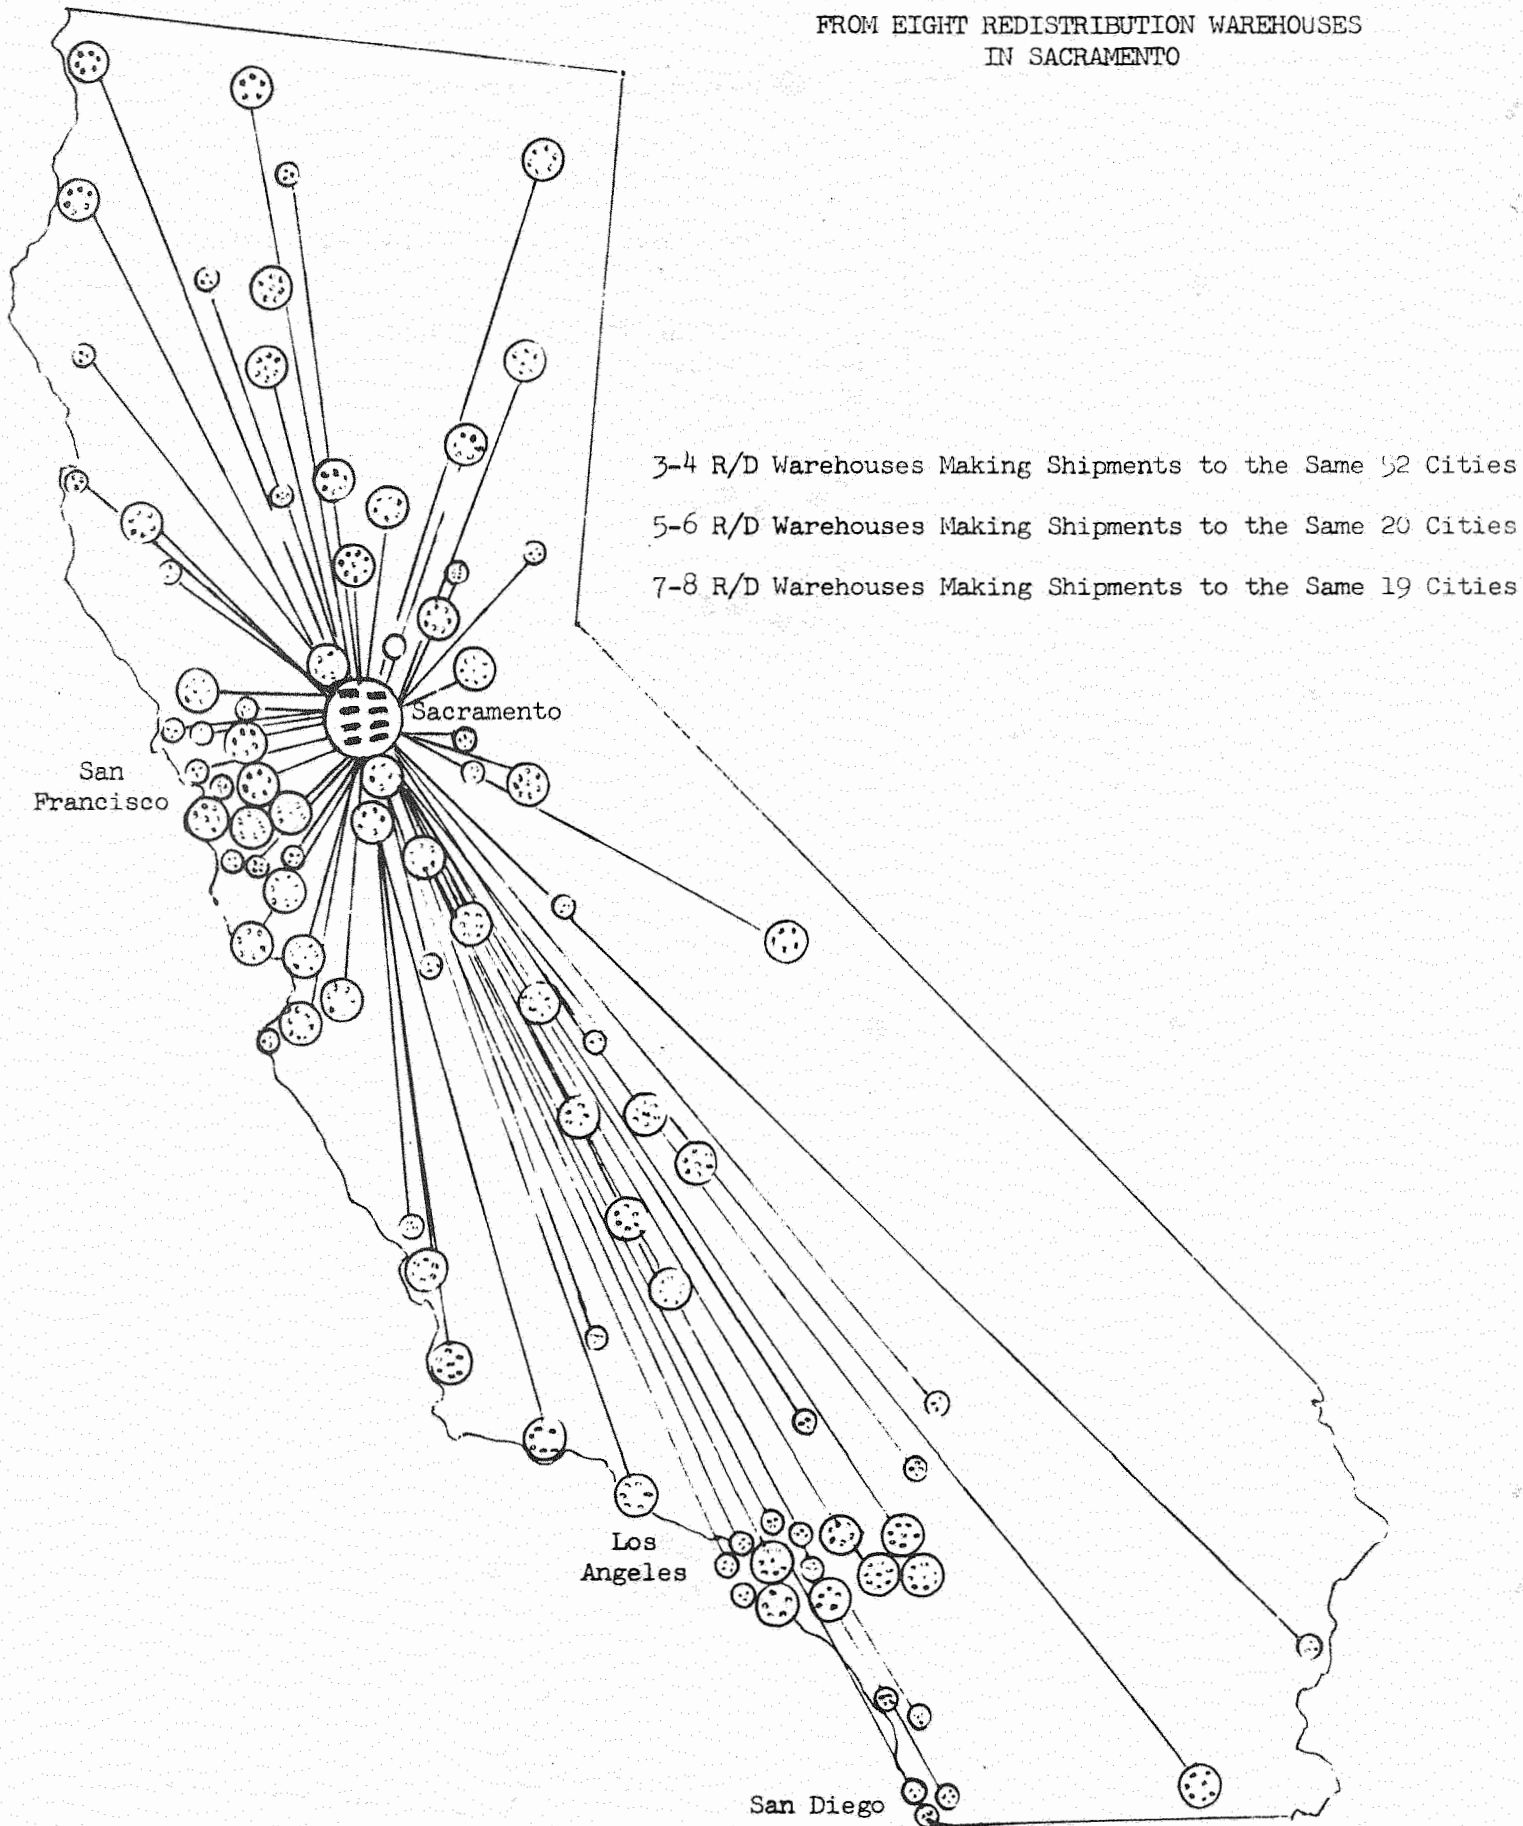 FROM EIGHT REDISTRIBUTION WAREHOUSES
IN SACRAMENTO
3-4 R/D Warehouses Making Shipments to the Same 52 Cities
5-6 R/D Warehouses Making Shipments to the Same 20 Cities
7-8 R/D Warehouses Making Shipments to the Same 19 Cities
Sacramento
San
Francisco
Los
Angeles
San Diego